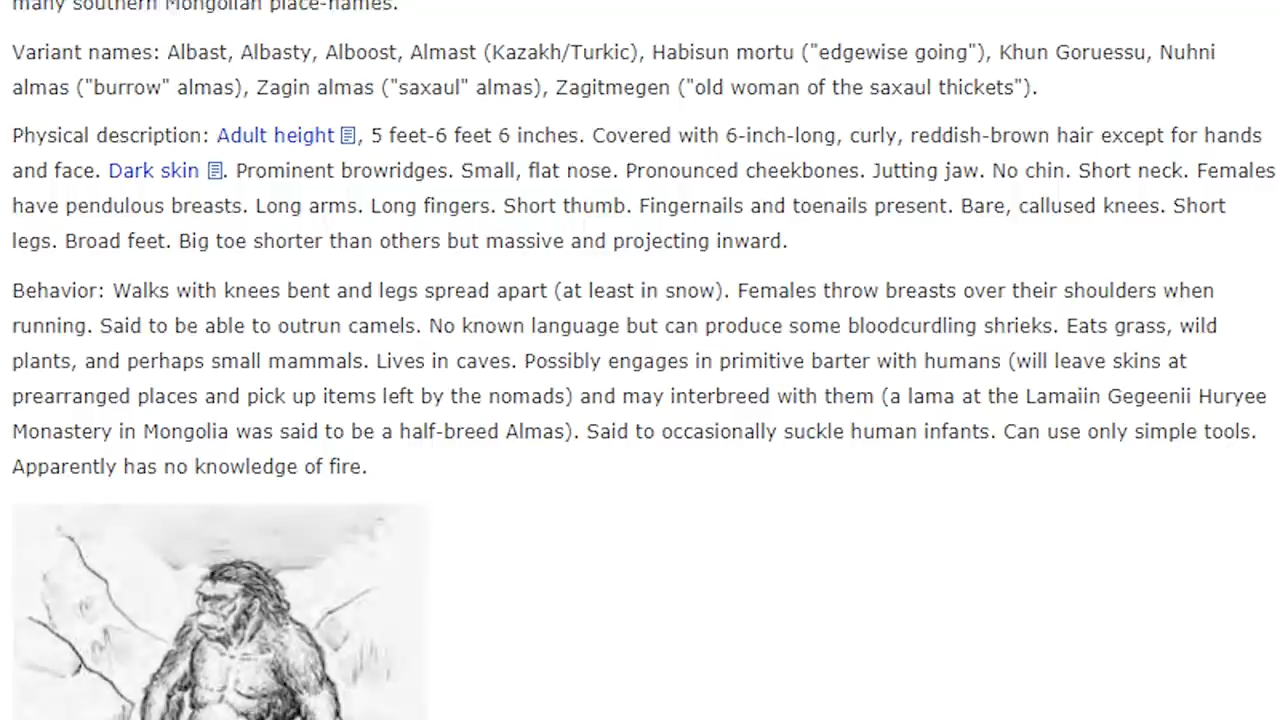 many southern Mongolian place-names.
Variant names: Albast, Albasty, Alboost, Almast (Kazakh/Turkic), Habisun mortu ("edgewise going"), Khun Goruessu, Nuhni
almas ("burrow" almas), Zagin almas ("saxaul" almas), Zagitmegen ("old woman of the saxaul thickets").
Physical description: Adult height, 5 feet-6 feet 6 inches. Covered with 6-inch-long, curly, reddish-brown hair except for hands
and face. Dark skin. Prominent browridges. Small, flat nose. Pronounced cheekbones. Jutting jaw. No chin. Short neck. Females
have pendulous breasts. Long arms. Long fingers. Short thumb. Fingernails and toenails present. Bare, callused knees. Short
legs. Broad feet. Big toe shorter than others but massive and projecting inward.
Behavior: Walks with knees bent and legs spread apart (at least in snow). Females throw breasts over their shoulders when
running. Said to be able to outrun camels. No known language but can produce some bloodcurdling shrieks. Eats grass, wild
plants, and perhaps small mammals. Lives in caves. Possibly engages in primitive barter with humans (will leave skins at
prearranged places and pick up items left by the nomads) and may interbreed with them (a lama at the Lamaiin Gegeenii Huryee
Monastery in Mongolia was said to be a half-breed Almas). Said to occasionally suckle human infants. Can use only simple tools.
Apparently has no knowledge of fire.